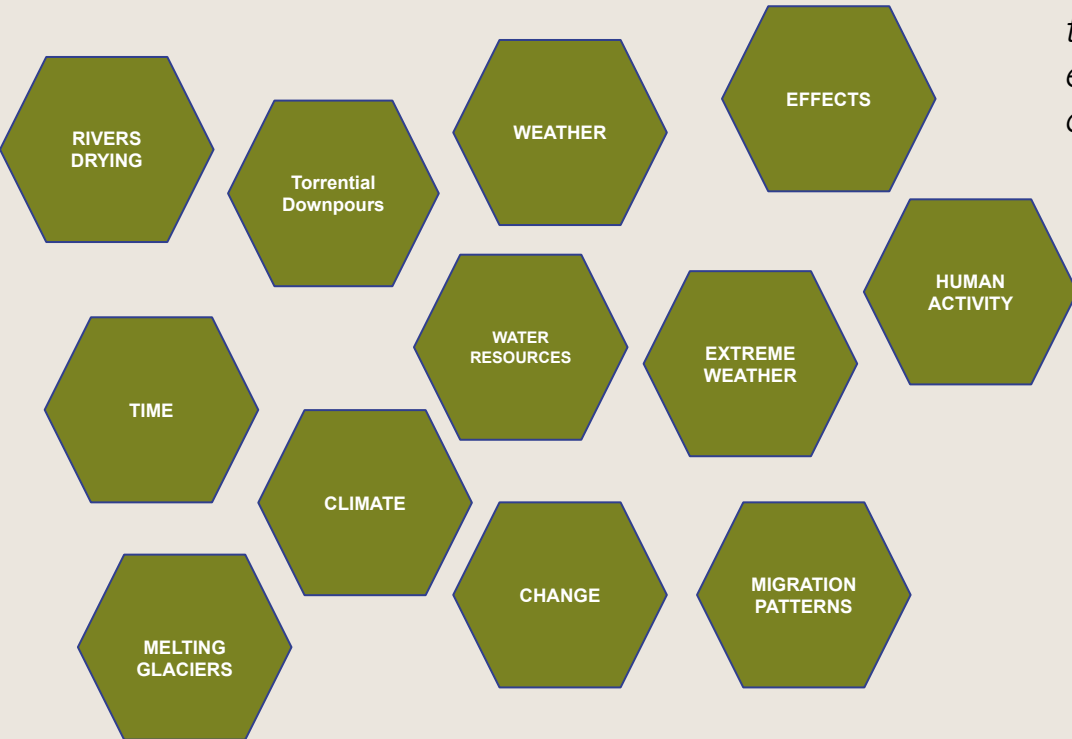 EFFECTS
WEATHER
RIVERS
DRYING
Torrential
Downpours
HUMAN
ACTIVITY
WATER
RESOURCES
EXTREME
WEATHER
TIME
CLIMATE
CHANGE
MIGRATION
PATTERNS
MELTING
GLACIERS